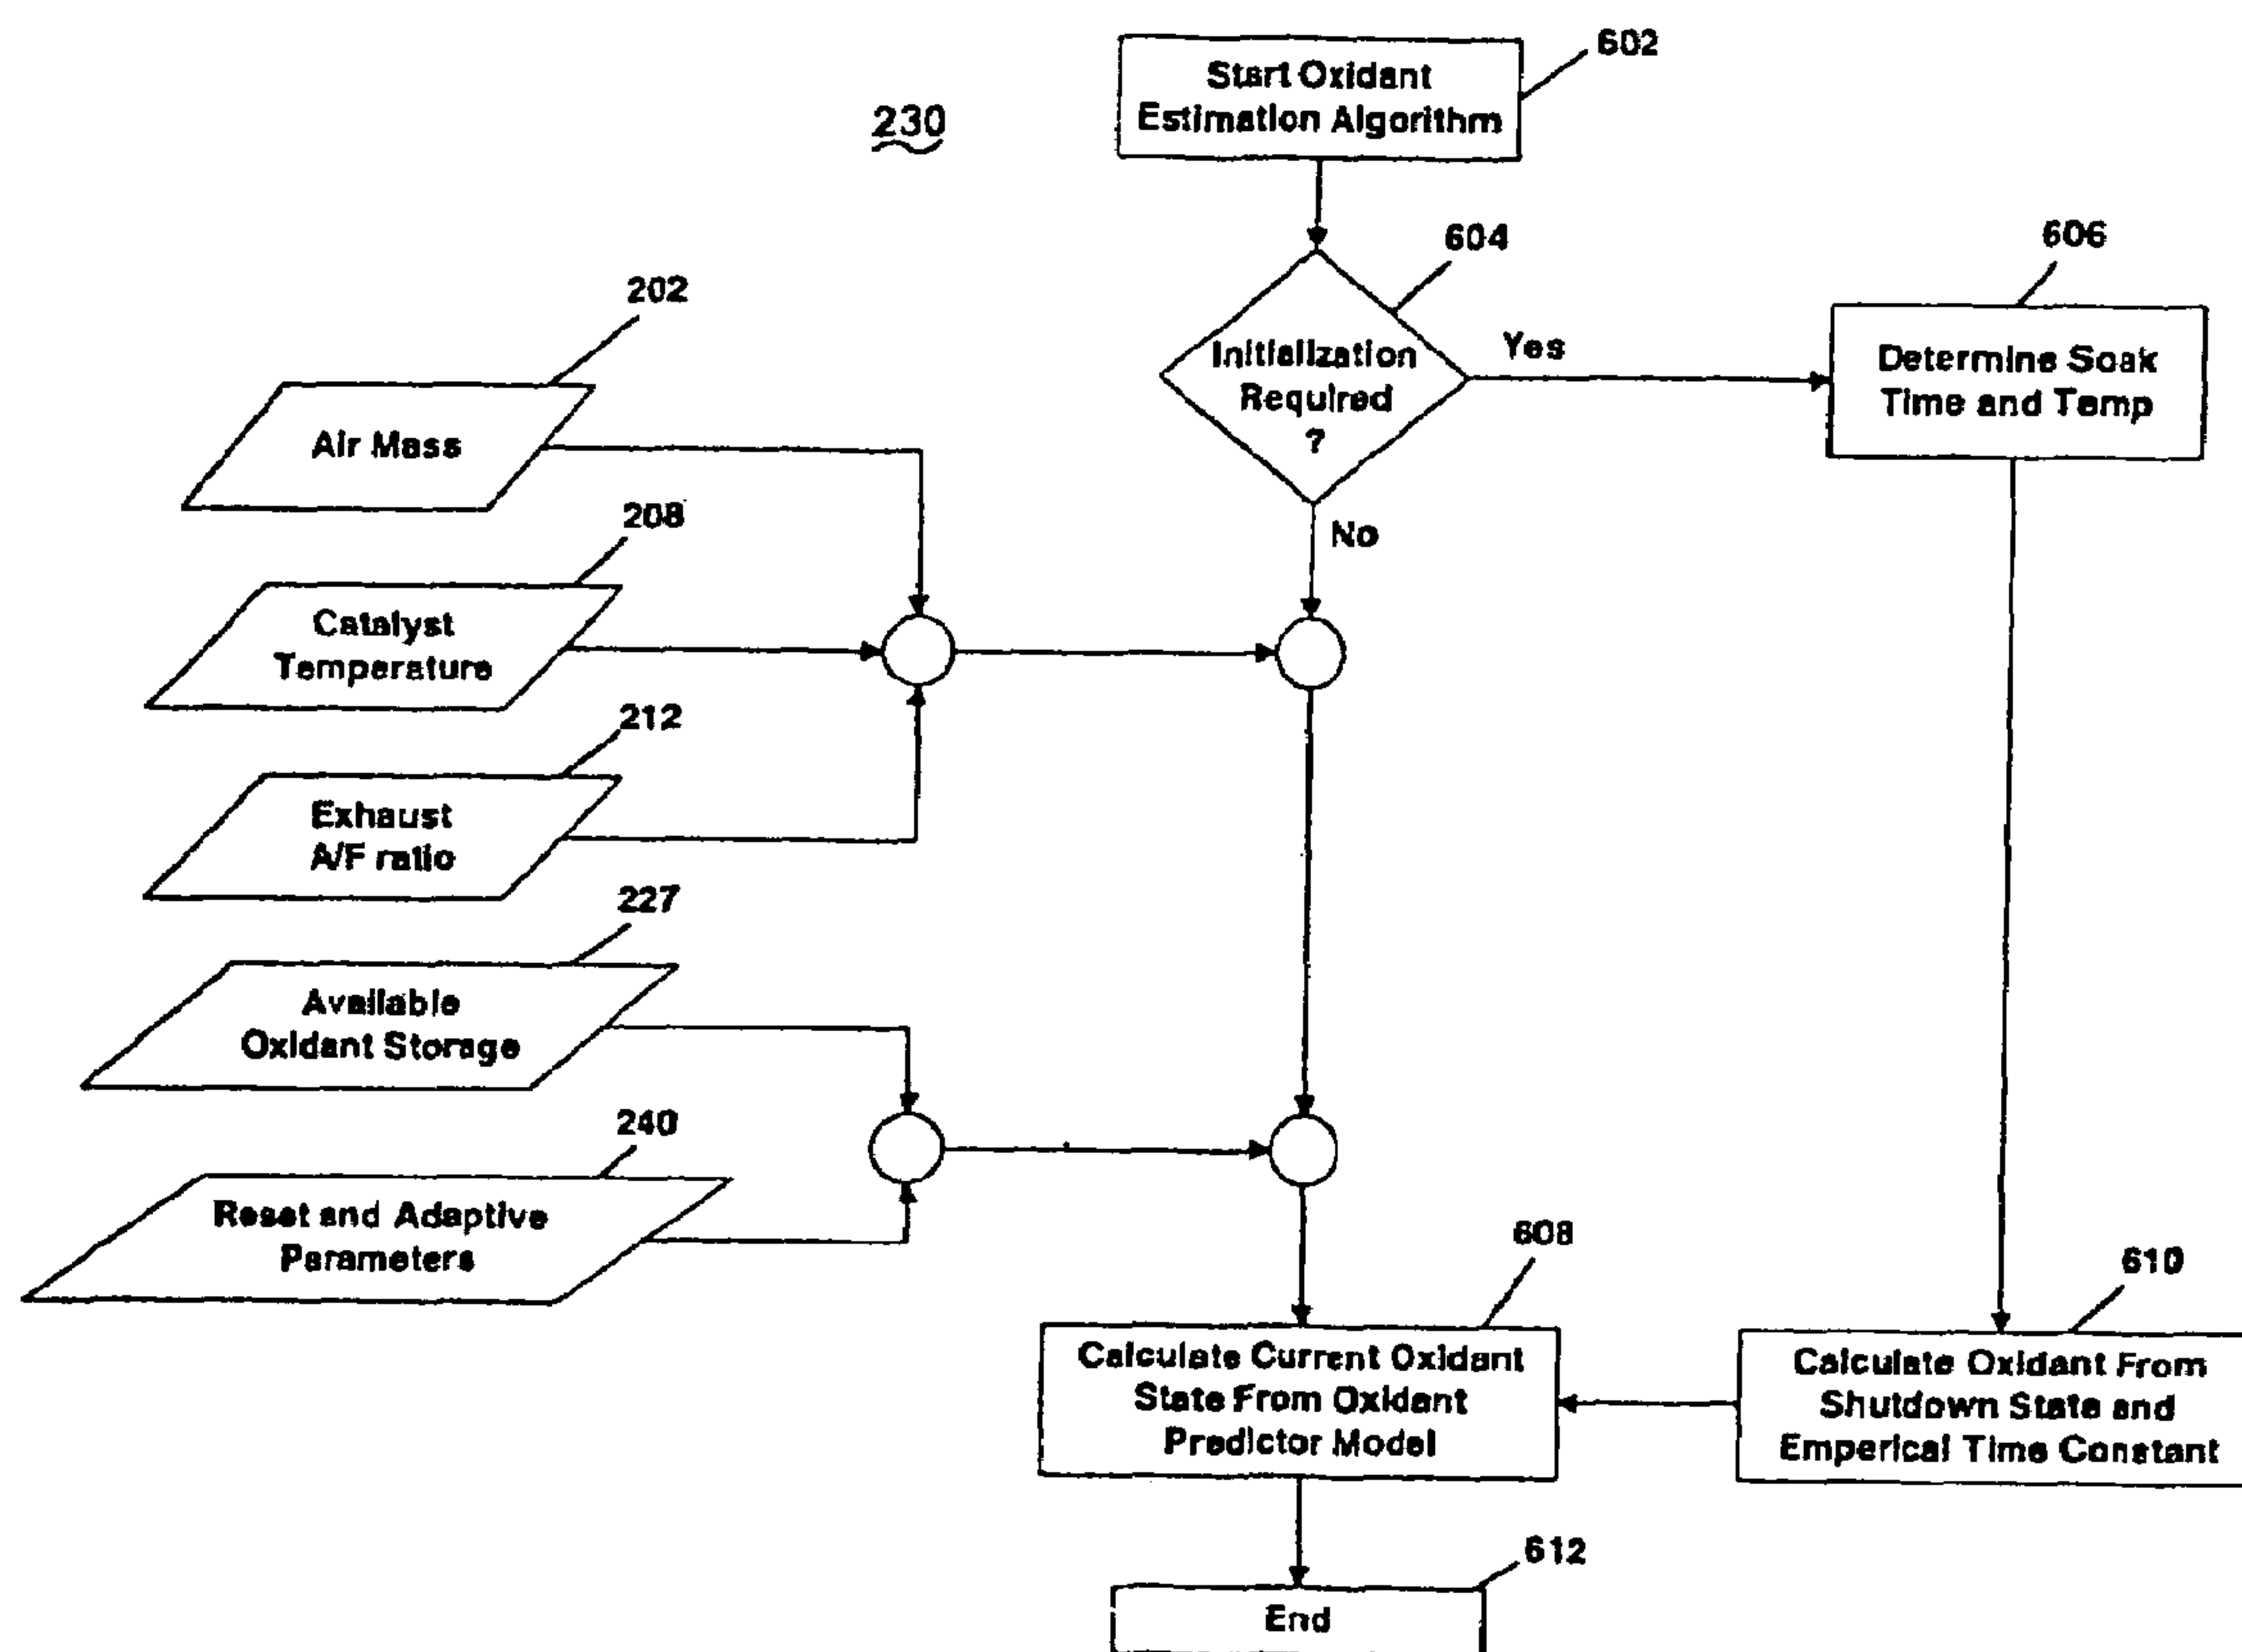 602
Start Oxidant
Estimation Algorithm
230
604
606
202
Initialization
Required
?
Yes
Determine Soak
Time and Temp
Air Mass
208
No
Catalyst
Temperature
212
Exhaust
A/F ratio
227
Available
Oxidant Storage
240
Reset and Adaptive
Parameters
608
610
Calculate Current Oxidant
State From Oxidant
Predictor Model
Calculate Oxidant From
Shutdown State and
Emperical Time Constant
612
End